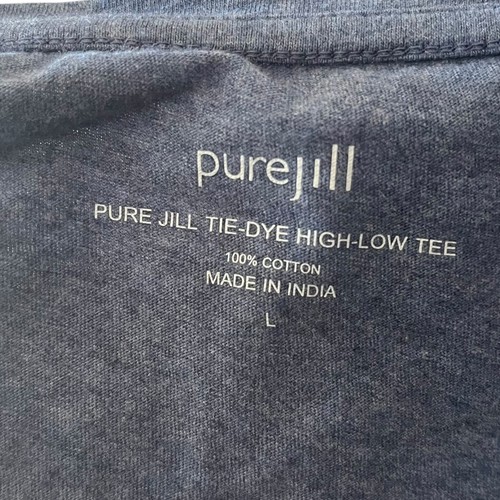 purejill
PURE JILL TIE-DYE HIGH-LOW TEE
100% COTTON
MADE IN INDIA
L